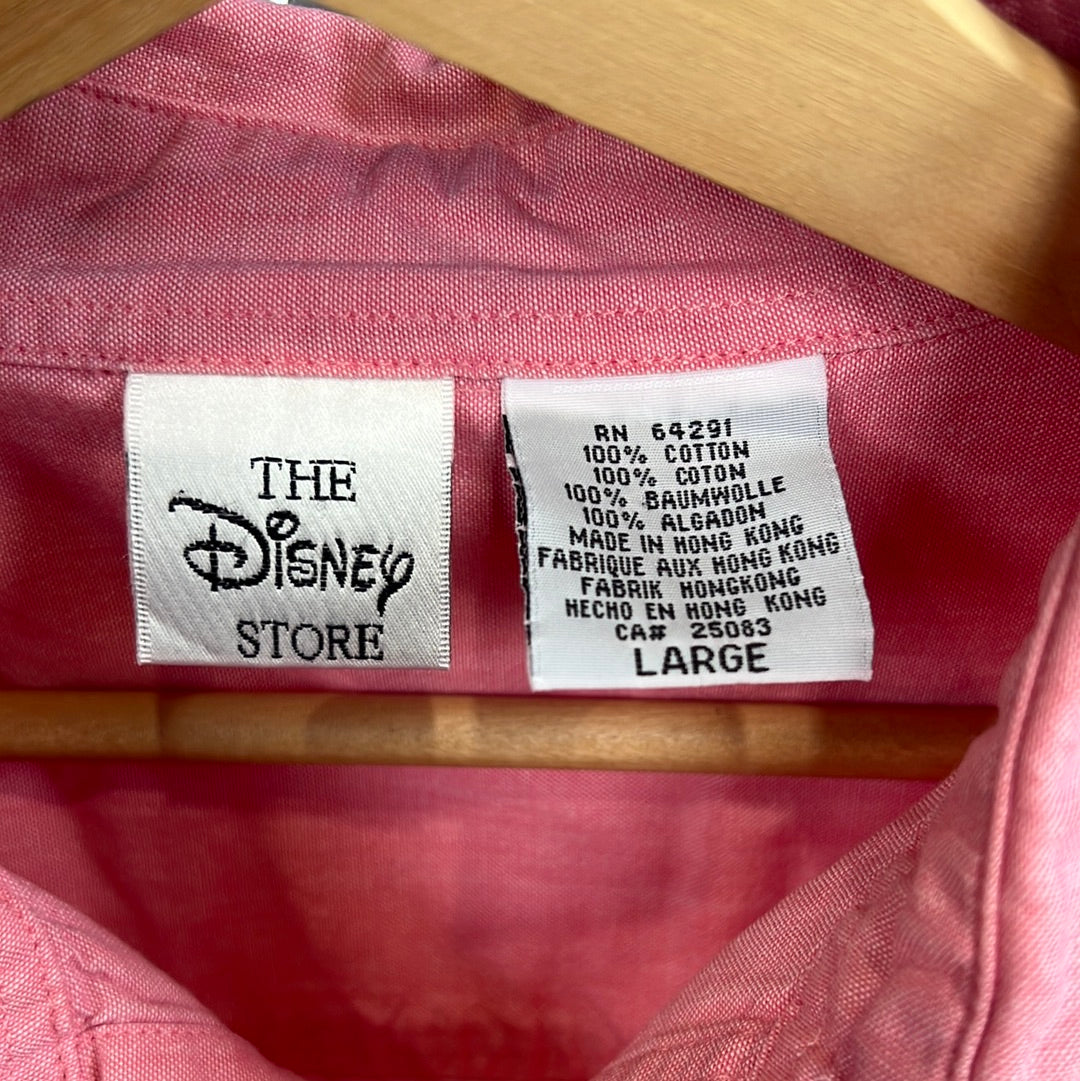 THE
Disney
STORE
RN 64291
100% COTTON
100% COTON
100% BAUMWOLLE
100% ALGADON
MADE IN HONG KONG
FABRIQUE AUX HONG KONG
FABRIK HONGKONG
HECHO EN HONG KONG
CA# 25083
LARGE